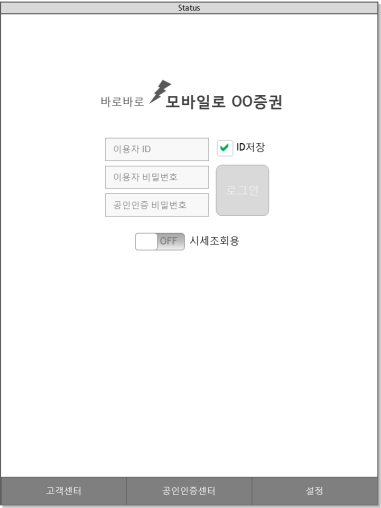 Status
바로바로 모바일로 OO증권
이용자 ID
ID저장
이용자 비밀번호
로그인
공인인증 비밀번호
OFF 시세조회용
고객센터 공인인증센터 설정